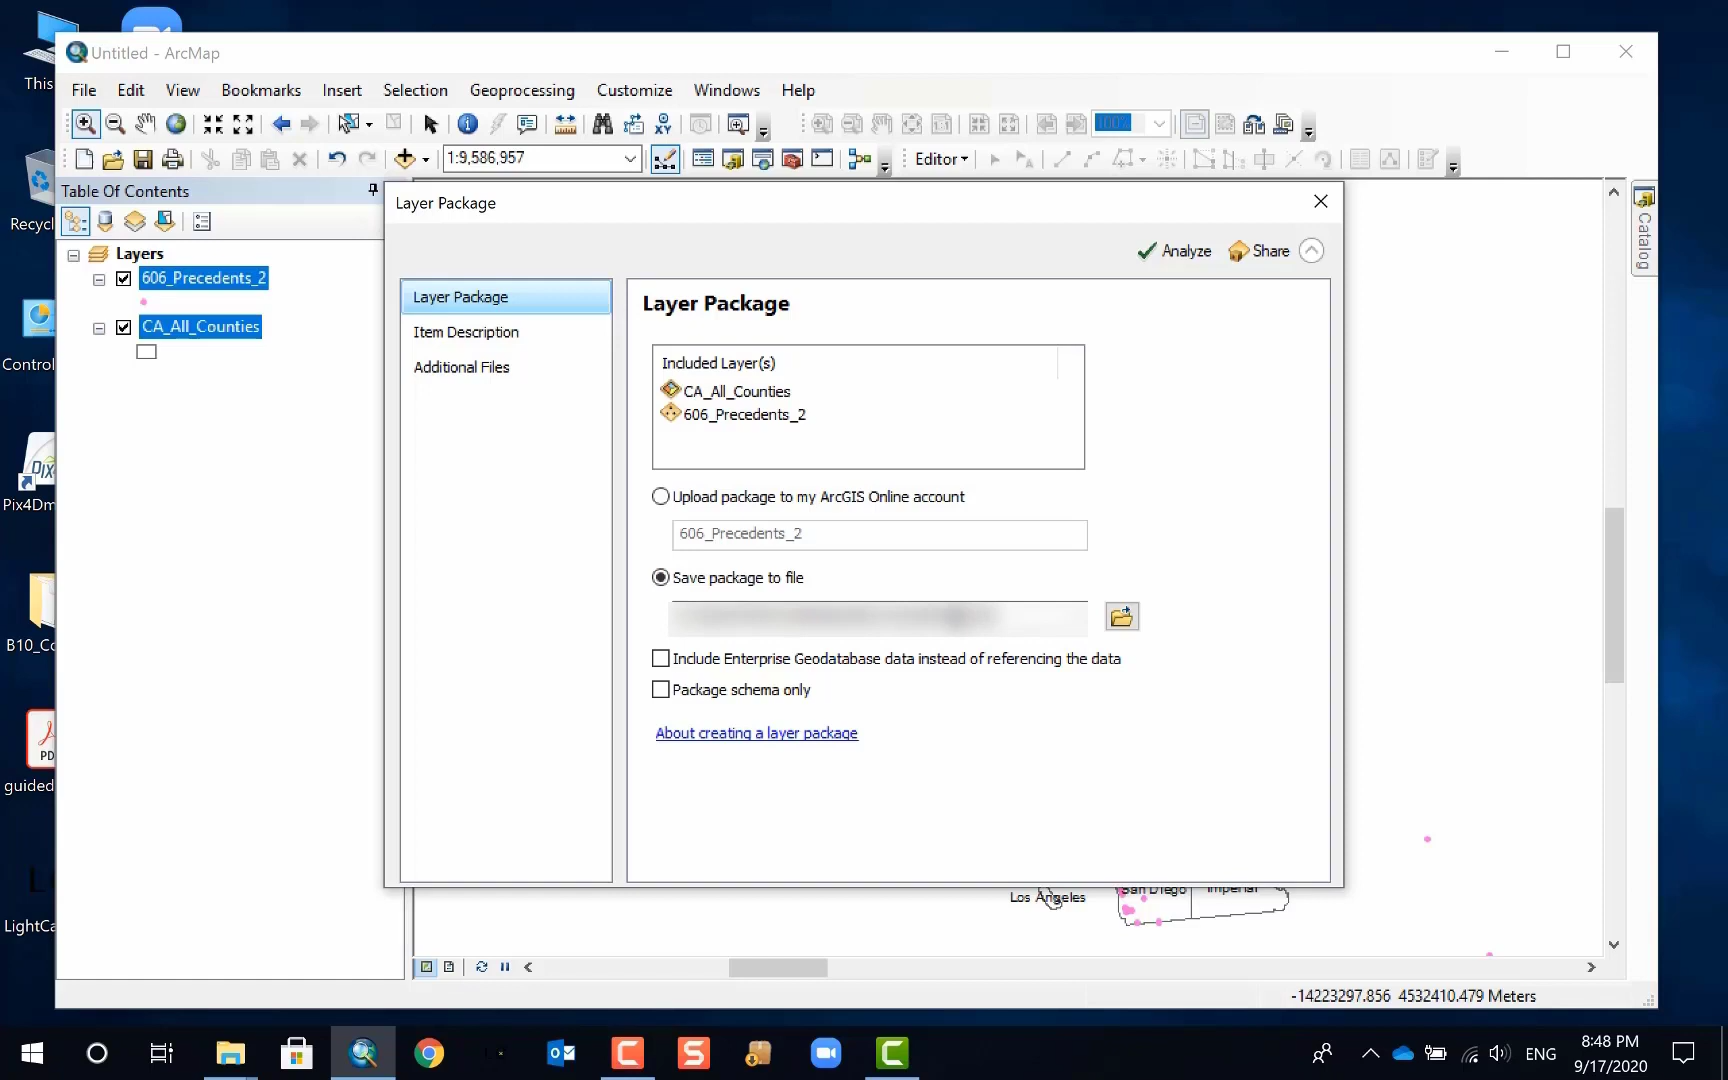 This
Recycl
Control
Pix4Dm
B10_Co
PDF
guided
LightCa
Untitled - ArcMap
File Edit View Bookmarks Insert Selection Geoprocessing Customize Windows Help
100%
1:9,586,957
Editor
Table Of Contents
Layers
606_Precedents_2
CA_All_Counties
Catalog
Layer Package
Analyze Share
Layer Package
Item Description
Additional Files
Layer Package
Included Layer(s)
CA_All_Counties
606_Precedents_2
Upload package to my ArcGIS Online account
606_Precedents_2
Save package to file
Include Enterprise Geodatabase data instead of referencing the data
Package schema only
About creating a layer package
Los Angeles San Diego Imperial
-14223297.856 4532410.479 Meters
ENG
8:48 PM
9/17/2020